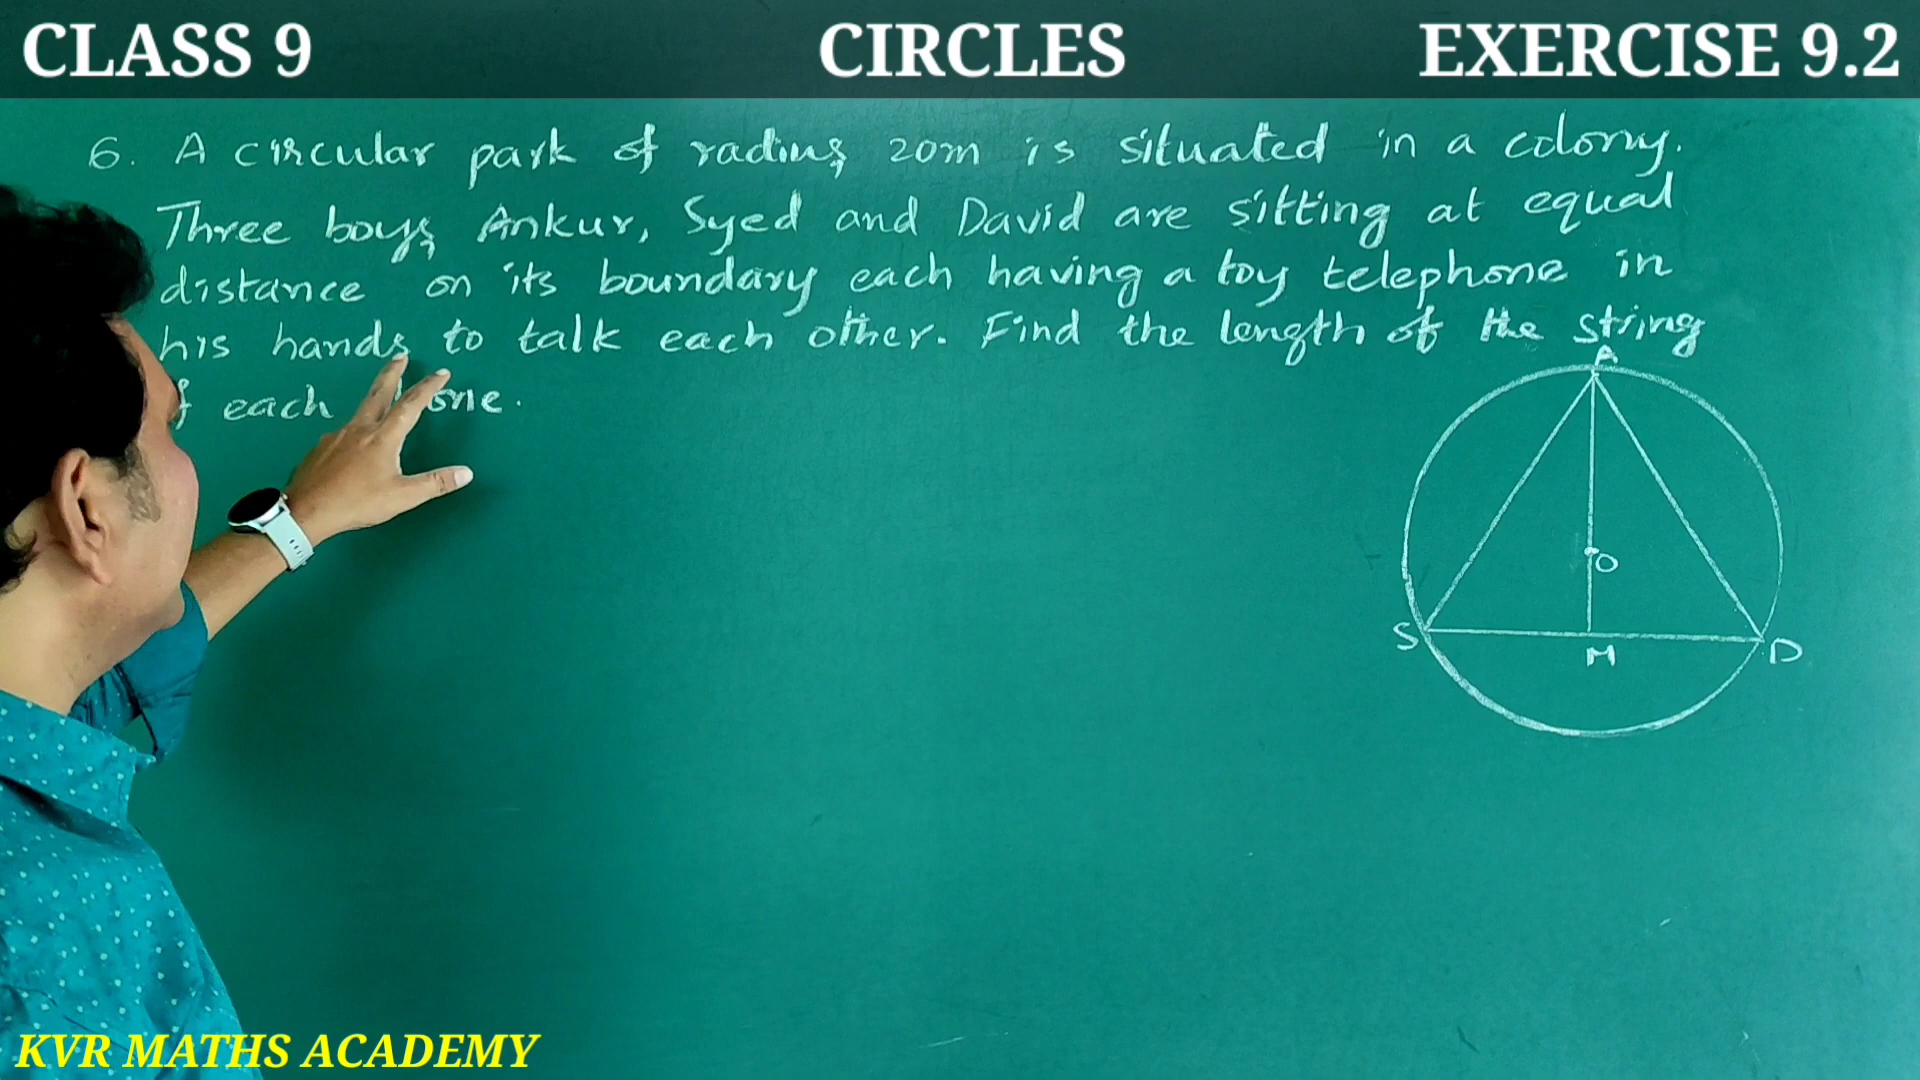 CLASS 9 CIRCLES EXERCISE 9.2
6. A circular park of radius 20m is situated in a colony.
Three boys Ankur, Syed and David are sitting at equal
distance on its boundary each having a toy telephone in
his hands to talk each other. Find the length of the string
each
A
O
S M D
KVR MATHS ACADEMY